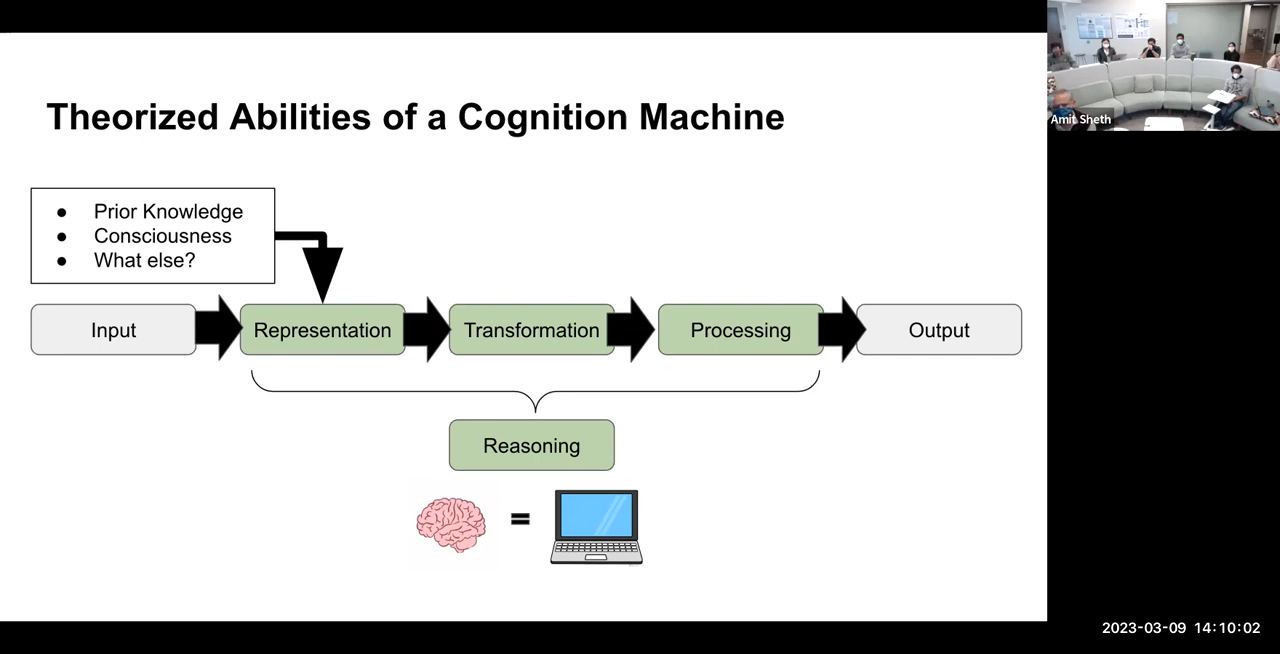 Theorized Abilities of a Cognition Machine
● Prior Knowledge
● Consciousness
● What else?
Input
Representation
Transformation
Processing
Output
Reasoning
=
Amit Sheth
2023-03-09 14:10:02